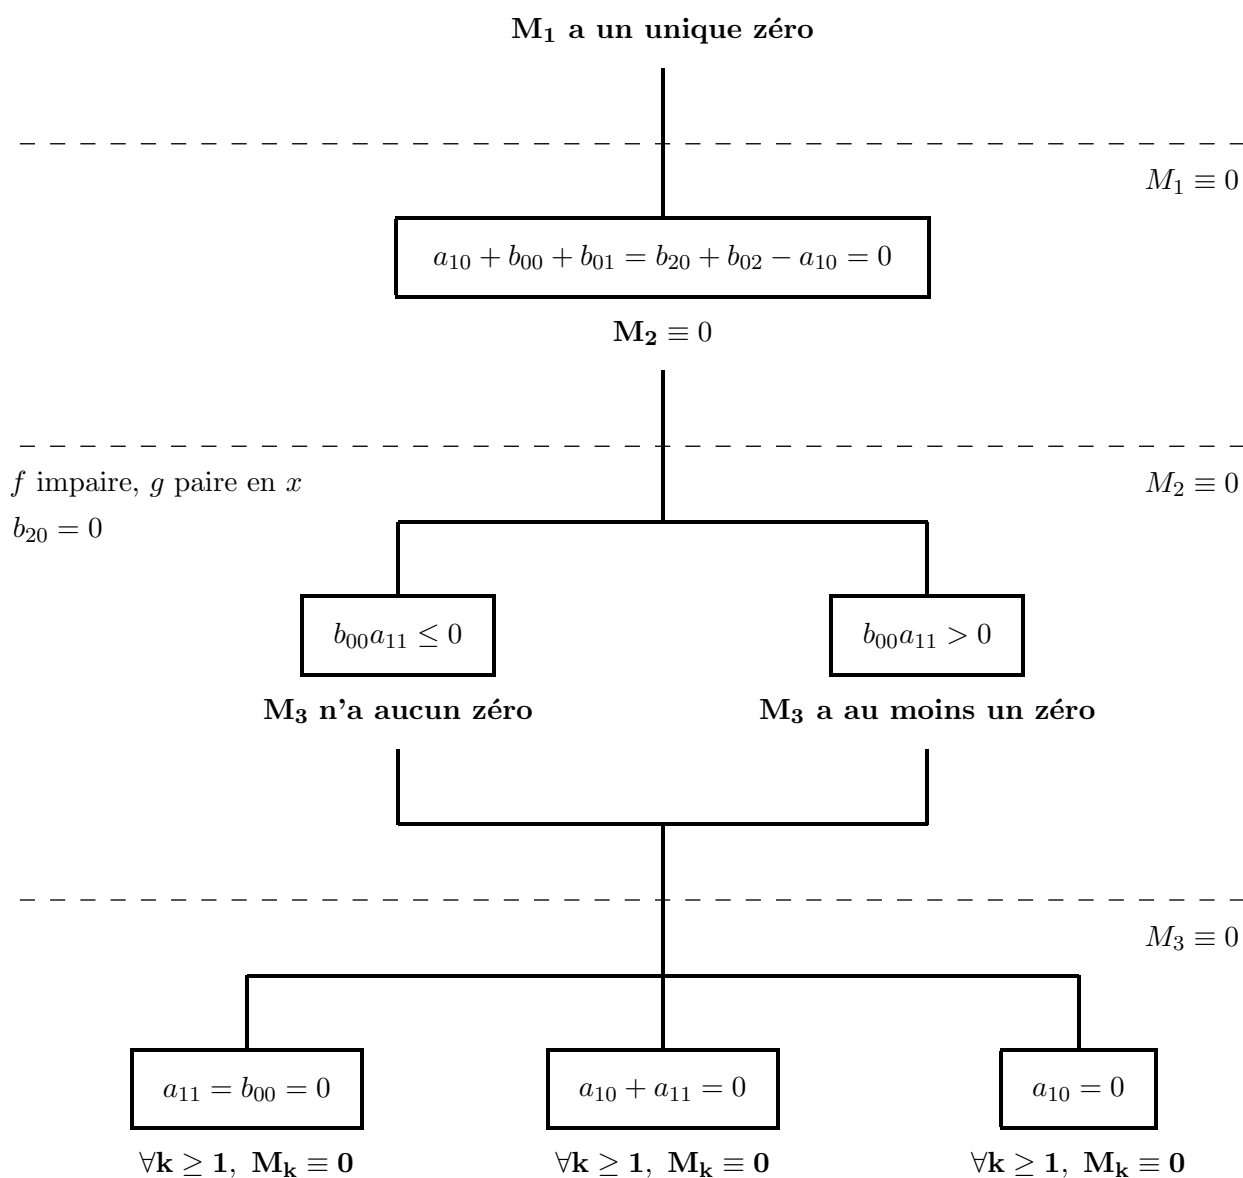 M₁ a un unique zéro
M₁ ≡ 0
a₁₀ + b₀₀ + b₀₁ = b₂₀ + b₀₂ − a₁₀ = 0
M₂ ≡ 0
f impaire, g paire en x
M₂ ≡ 0
b₂₀ = 0
b₀₀a₁₁ ≤ 0
b₀₀a₁₁ > 0
M₃ n'a aucun zéro
M₃ a au moins un zéro
M₃ ≡ 0
a₁₁ = b₀₀ = 0
a₁₀ + a₁₁ = 0
a₁₀ = 0
∀k ≥ 1, Mₖ ≡ 0
∀k ≥ 1, Mₖ ≡ 0
∀k ≥ 1, Mₖ ≡ 0